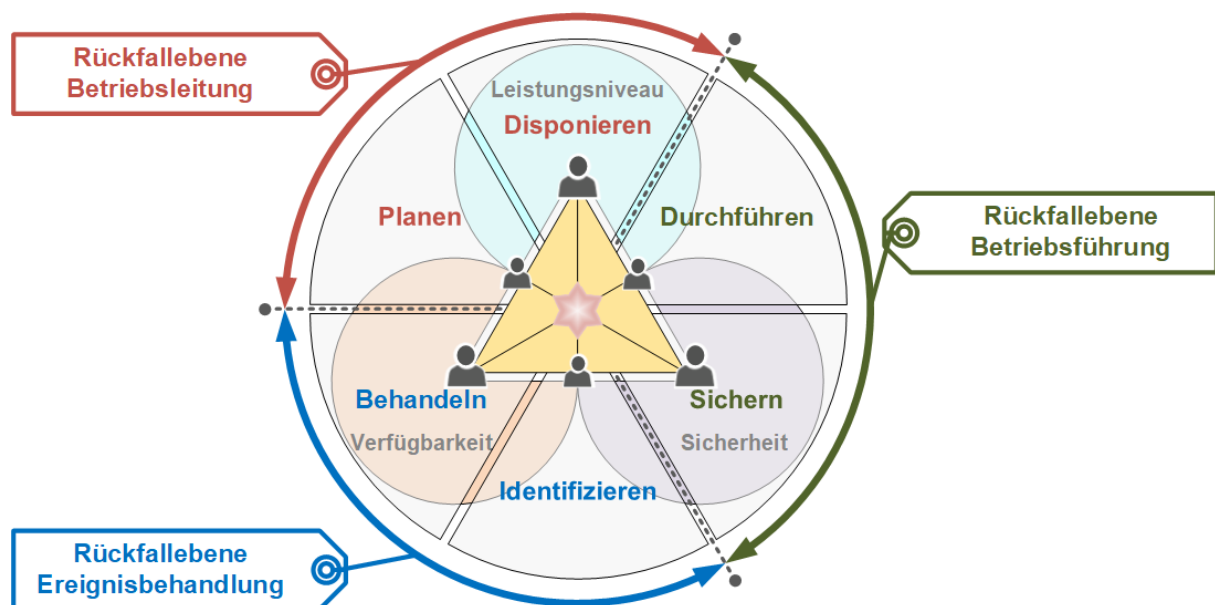 Rückfallebene
Betriebsleitung
Leistungsniveau
Disponieren
Planen
Durchführen
Rückfallebene
Betriebsführung
Behandeln
Verfügbarkeit
Sichern
Sicherheit
Identifizieren
Rückfallebene
Ereignisbehandlung